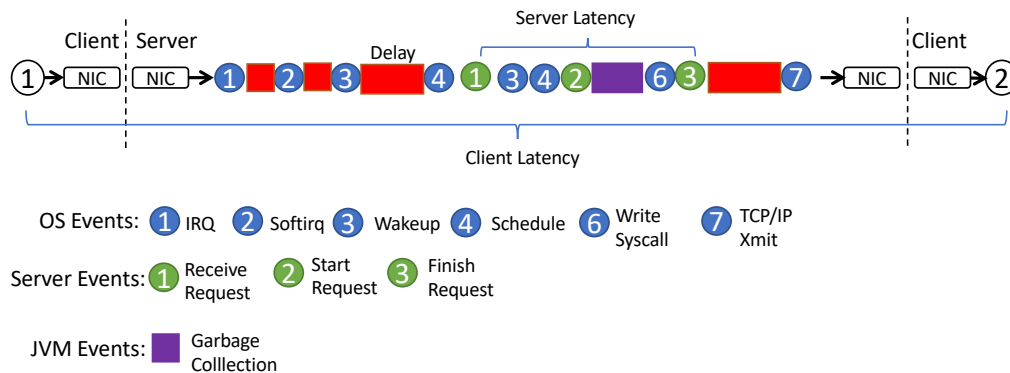 Server Latency
Client Server Client
Delay
1 NIC NIC 1 2 3 4 1 3 4 2 6 3 7 NIC NIC 2
Client Latency
OS Events: 1 IRQ 2 Softirq 3 Wakeup 4 Schedule 6 Write Syscall 7 TCP/IP Xmit
Server Events: 1 Receive Request 2 Start Request 3 Finish Request
JVM Events: Garbage Colllection